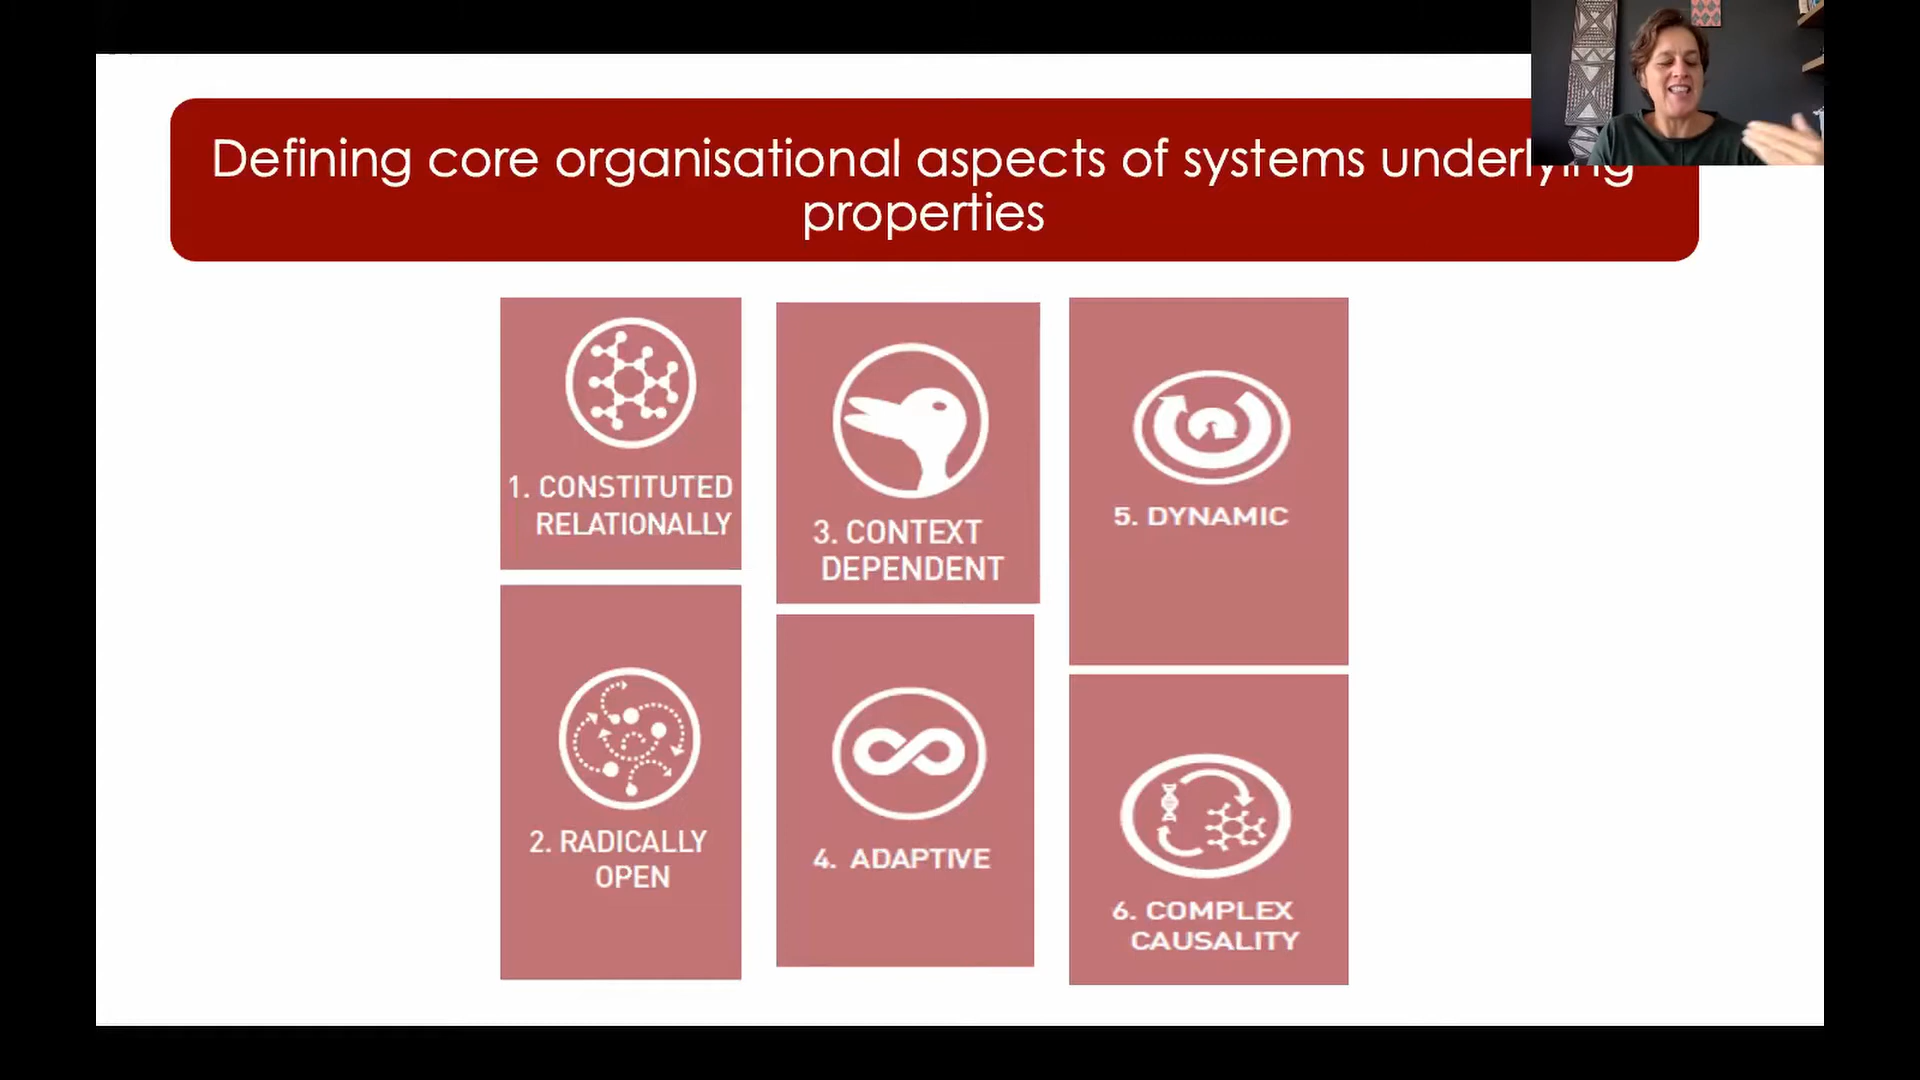 Defining core organisational aspects of systems underlying
properties
1. CONSTITUTED
RELATIONALLY
2. RADICALLY
OPEN
3. CONTEXT
DEPENDENT
4. ADAPTIVE
5. DYNAMIC
6. COMPLEX
CAUSALITY